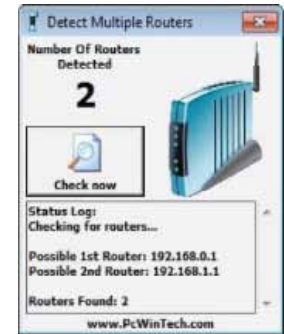 Detect Multiple Routers
Number Of Routers
Detected
2
Check now
Status Log:
Checking for routers...
Possible 1st Router: 192.168.0.1
Possible 2nd Router: 192.168.1.1
Routers Found: 2
www.PcWinTech.com